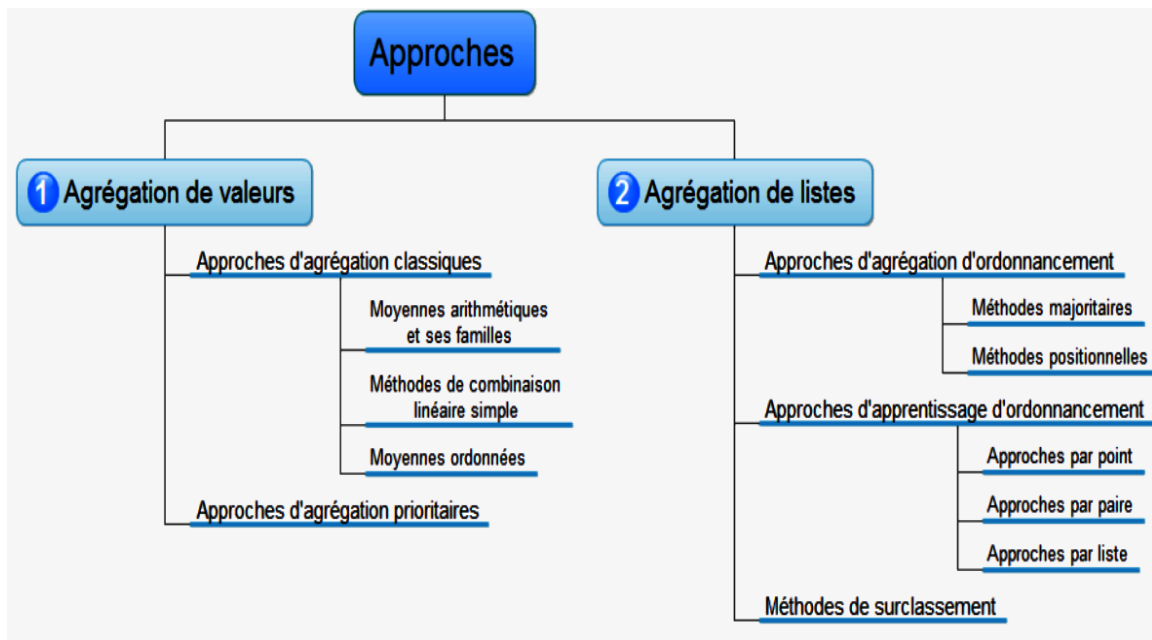 Approches
1 Agrégation de valeurs
Approches d'agrégation classiques
Moyennes arithmétiques
et ses familles
Méthodes de combinaison
linéaire simple
Moyennes ordonnées
Approches d'agrégation prioritaires
2 Agrégation de listes
Approches d'agrégation d'ordonnancement
Méthodes majoritaires
Méthodes positionnelles
Approches d'apprentissage d'ordonnancement
Approches par point
Approches par paire
Approches par liste
Méthodes de surclassement